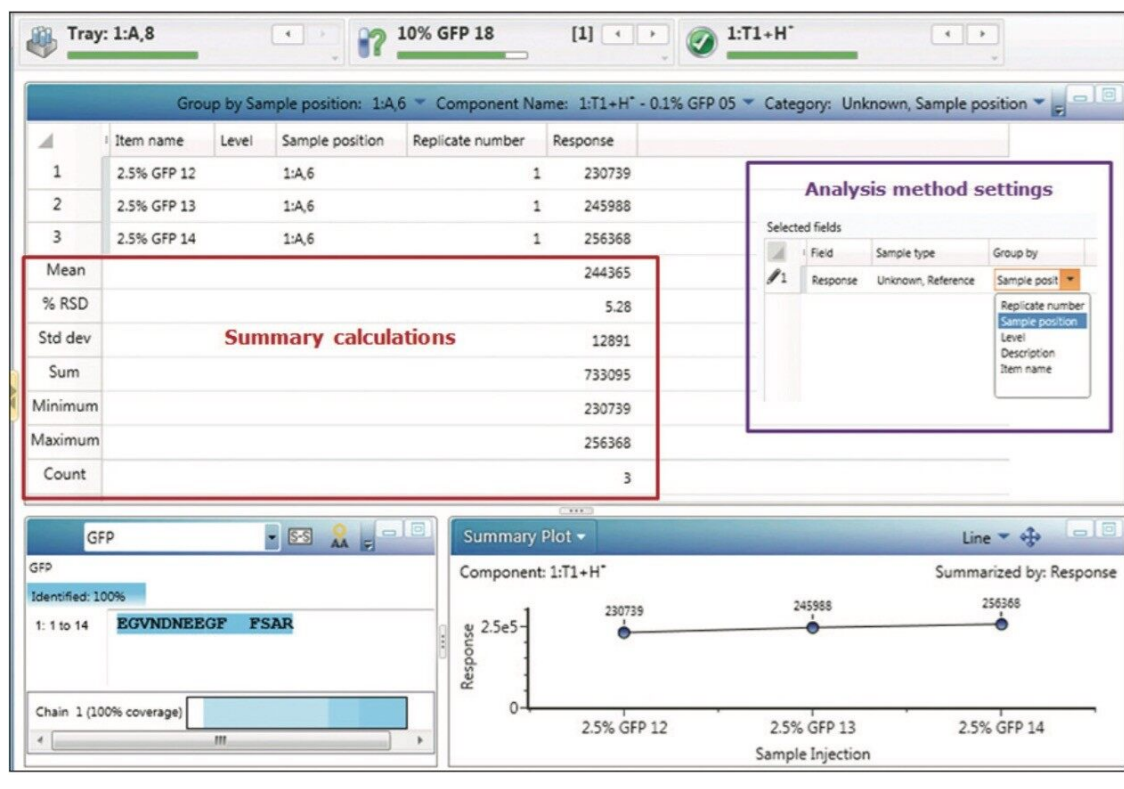 Tray: 1:A,8 10% GFP 18 [1] 1:T1+H⁺
Group by Sample position: 1:A,6 Component Name: 1:T1+H⁺ - 0.1% GFP 05 Category: Unknown, Sample position
Item name Level Sample position Replicate number Response
1 2.5% GFP 12 1:A,6 1 230739
2 2.5% GFP 13 1:A,6 1 245988
3 2.5% GFP 14 1:A,6 1 256368
Mean 244365
% RSD 5.28
Std dev 12891
Sum 733095
Minimum 230739
Maximum 256368
Count 3
Summary calculations
Analysis method settings
Selected fields
Field Sample type Group by
1 Response Unknown, Reference Sample posit
Replicate number
Sample position
Level
Description
Item name
GFP S-S AA
GFP
Identified: 100%
1: 1 to 14 EGVNDNEEGF FSAR
Chain 1 (100% coverage)
Summary Plot Line
Component: 1:T1+H⁺ Summarized by: Response
230739 245988 256368
2.5e5
Response
0
2.5% GFP 12 2.5% GFP 13 2.5% GFP 14
Sample Injection